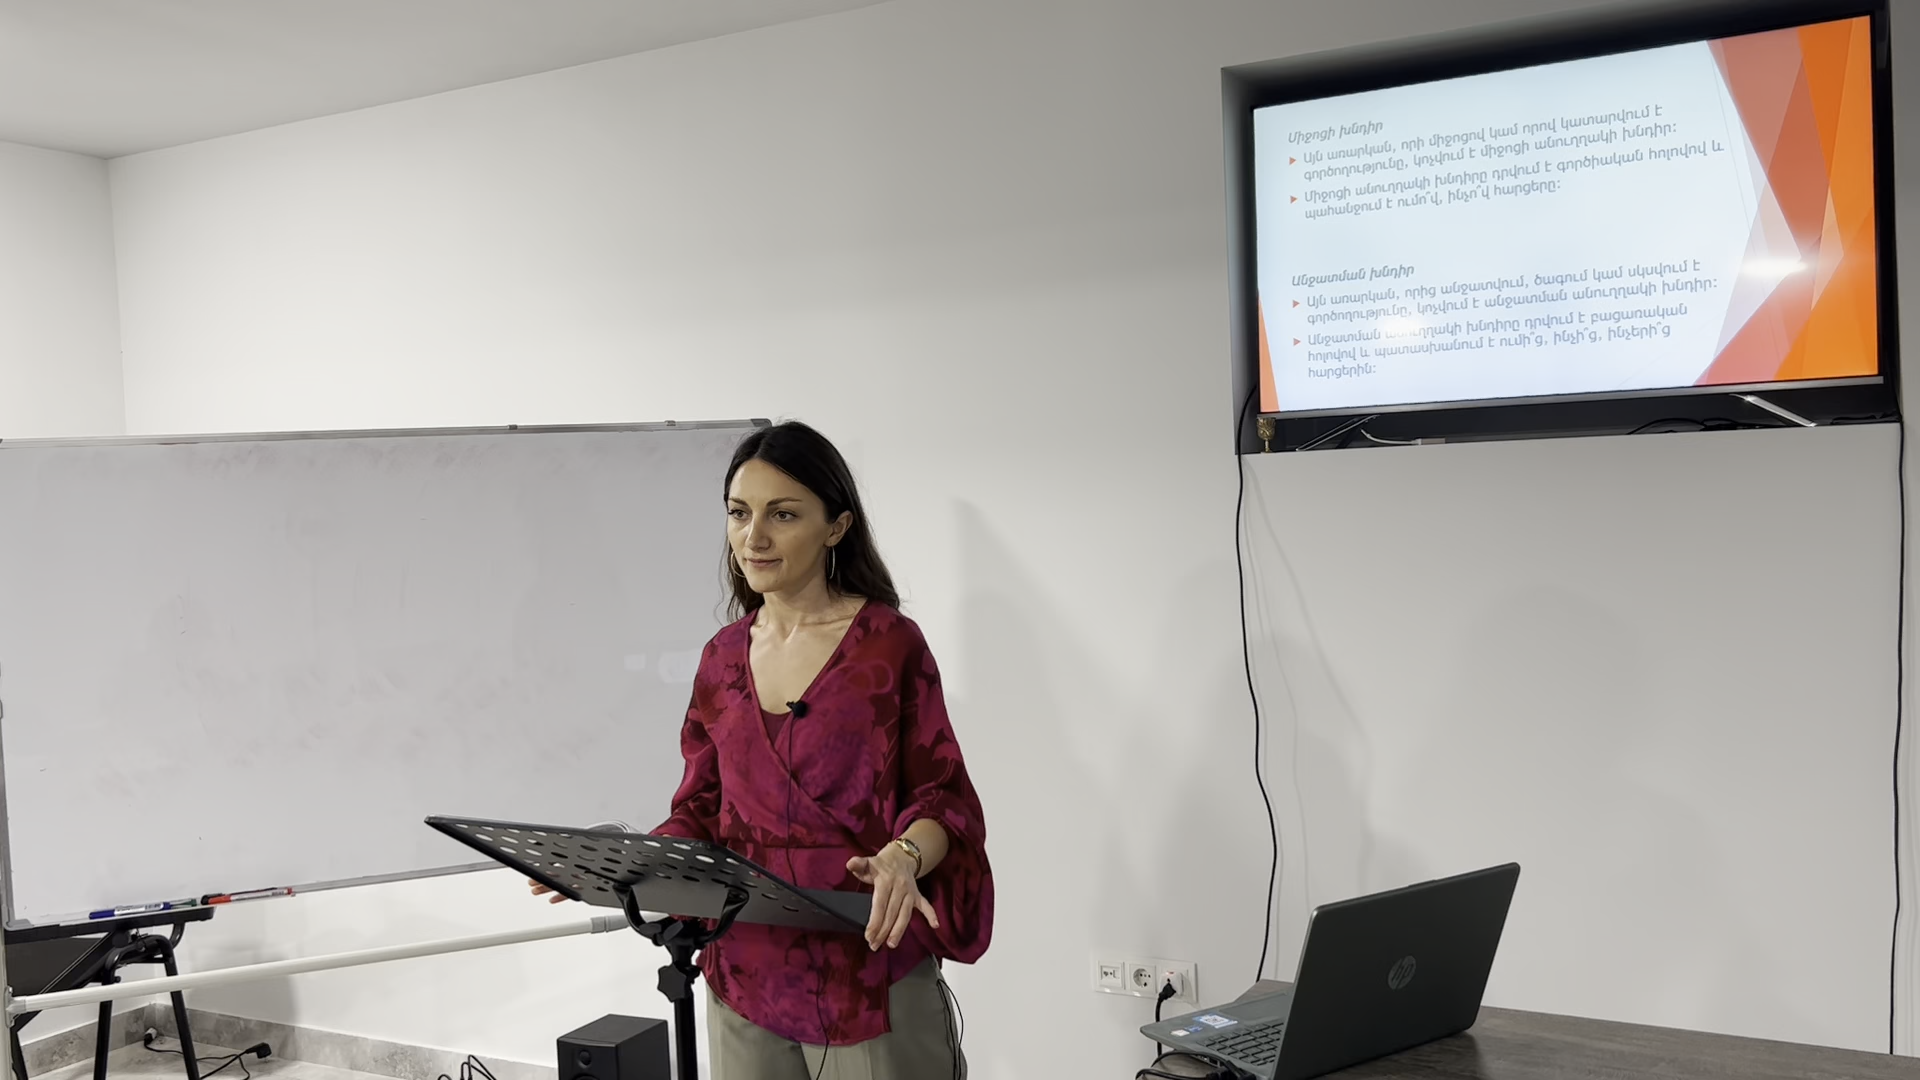 Միջոցի խնդիր
Այն առարկան, որի միջոցով կամ որով կատարվում է
գործողությունը, կոչվում է միջոցի անուղղակի խնդիր:
Միջոցի անուղղակի խնդիրը դրվում է գործիական հոլովով և
պահանջում է ումո՞վ, ինչո՞վ հարցերը:
Անջատման խնդիր
Այն առարկան, որից անջատվում, ծագում կամ սկսվում է
գործողությունը, կոչվում է անջատման անուղղակի խնդիր:
Անջատման անուղղակի խնդիրը դրվում է բացառական
հոլովով և պատասխանում է ումի՞ց, ինչի՞ց, ինչերի՞ց
հարցերին:
hp